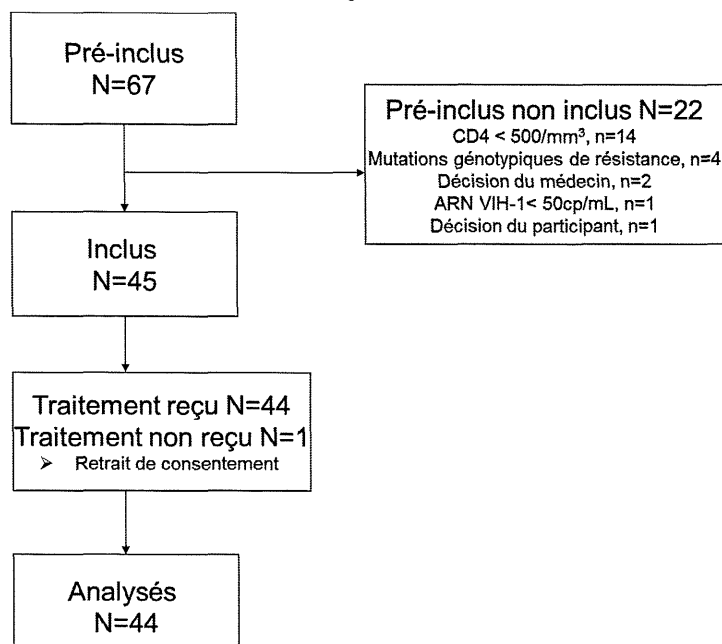 Pré-inclus
N=67
Pré-inclus non inclus N=22
CD4 < 500/mm³, n=14
Mutations génotypiques de résistance, n=4
Décision du médecin, n=2
ARN VIH-1< 50cp/mL, n=1
Décision du participant, n=1
Inclus
N=45
Traitement reçu N=44
Traitement non reçu N=1
➤ Retrait de consentement
Analysés
N=44